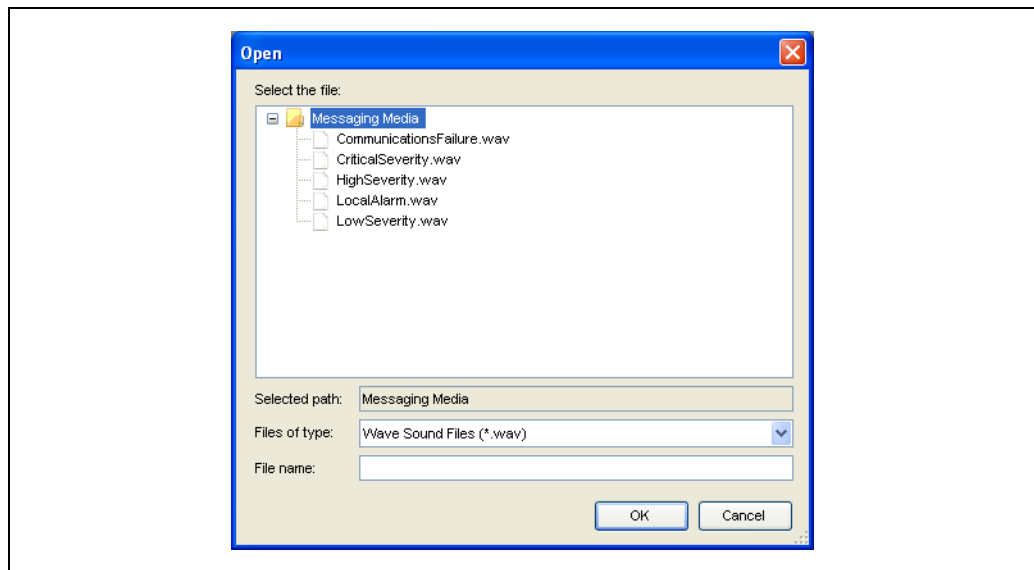 Open
Select the file:
Messaging Media
CommunicationsFailure.wav
CriticalSeverity.wav
HighSeverity.wav
LocalAlarm.wav
LowSeverity.wav
Selected path: Messaging Media
Files of type: Wave Sound Files (*.wav)
File name:
OK Cancel